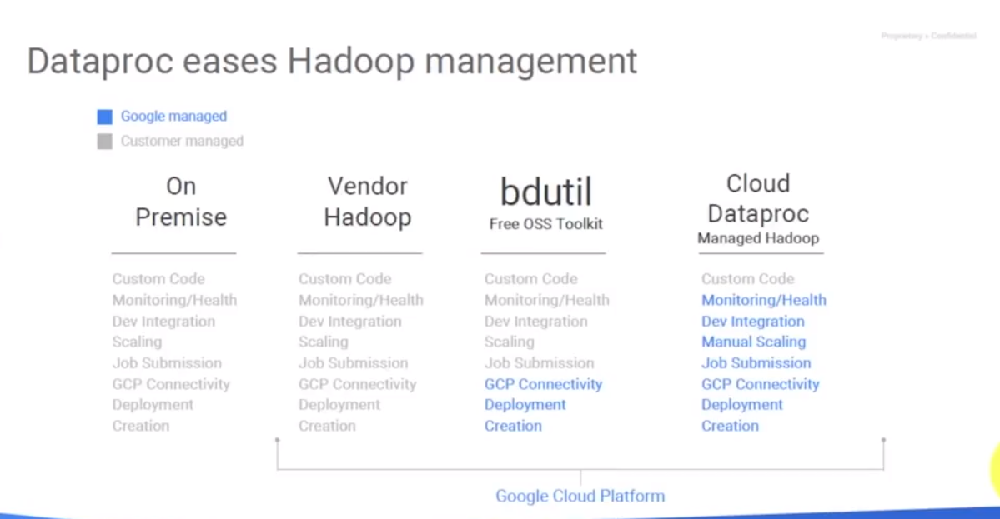 Proprietary + Confidential
Dataproc eases Hadoop management
Google managed
Customer managed
On
Premise
Custom Code
Monitoring/Health
Dev Integration
Scaling
Job Submission
GCP Connectivity
Deployment
Creation
Vendor
Hadoop
Custom Code
Monitoring/Health
Dev Integration
Scaling
Job Submission
GCP Connectivity
Deployment
Creation
bdutil
Free OSS Toolkit
Custom Code
Monitoring/Health
Dev Integration
Scaling
Job Submission
GCP Connectivity
Deployment
Creation
Cloud
Dataproc
Managed Hadoop
Custom Code
Monitoring/Health
Dev Integration
Manual Scaling
Job Submission
GCP Connectivity
Deployment
Creation
Google Cloud Platform